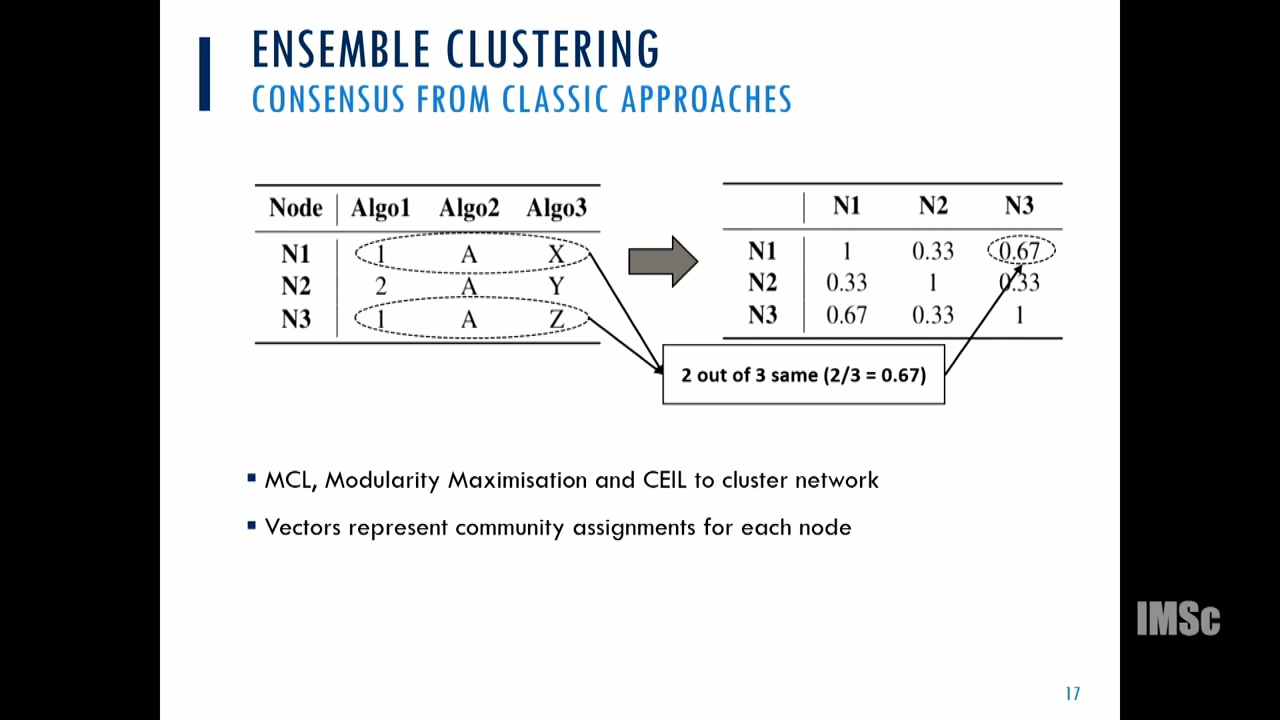 ENSEMBLE CLUSTERING
CONSENSUS FROM CLASSIC APPROACHES
Node Algo1 Algo2 Algo3
N1 1 A X
N2 2 A Y
N3 1 A Z
N1 N2 N3
N1 1 0.33 0.67
N2 0.33 1 0.33
N3 0.67 0.33 1
2 out of 3 same (2/3 = 0.67)
▪ MCL, Modularity Maximisation and CEIL to cluster network
▪ Vectors represent community assignments for each node
IMSc
17